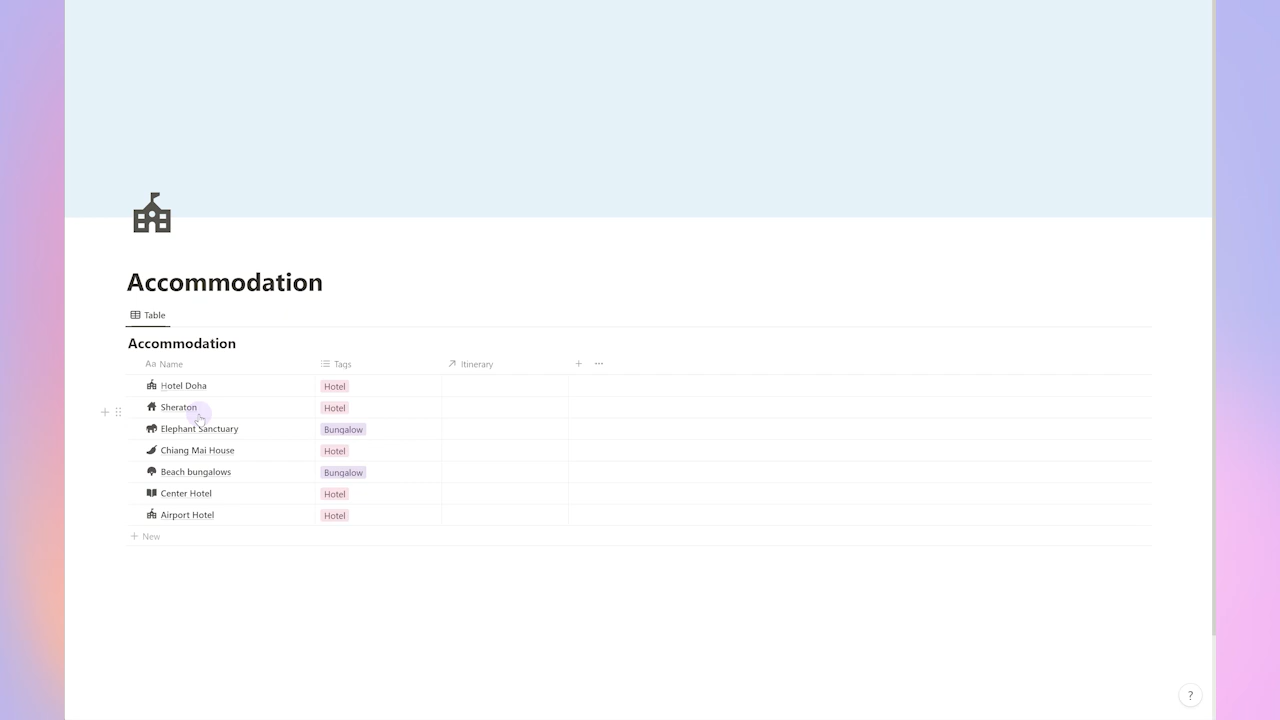 Accommodation
Table
Accommodation
Aa Name Tags Itinerary
Hotel Doha Hotel
Sheraton Hotel
Elephant Sanctuary Bungalow
Chiang Mai House Hotel
Beach bungalows Bungalow
Center Hotel Hotel
Airport Hotel Hotel
+ New
?